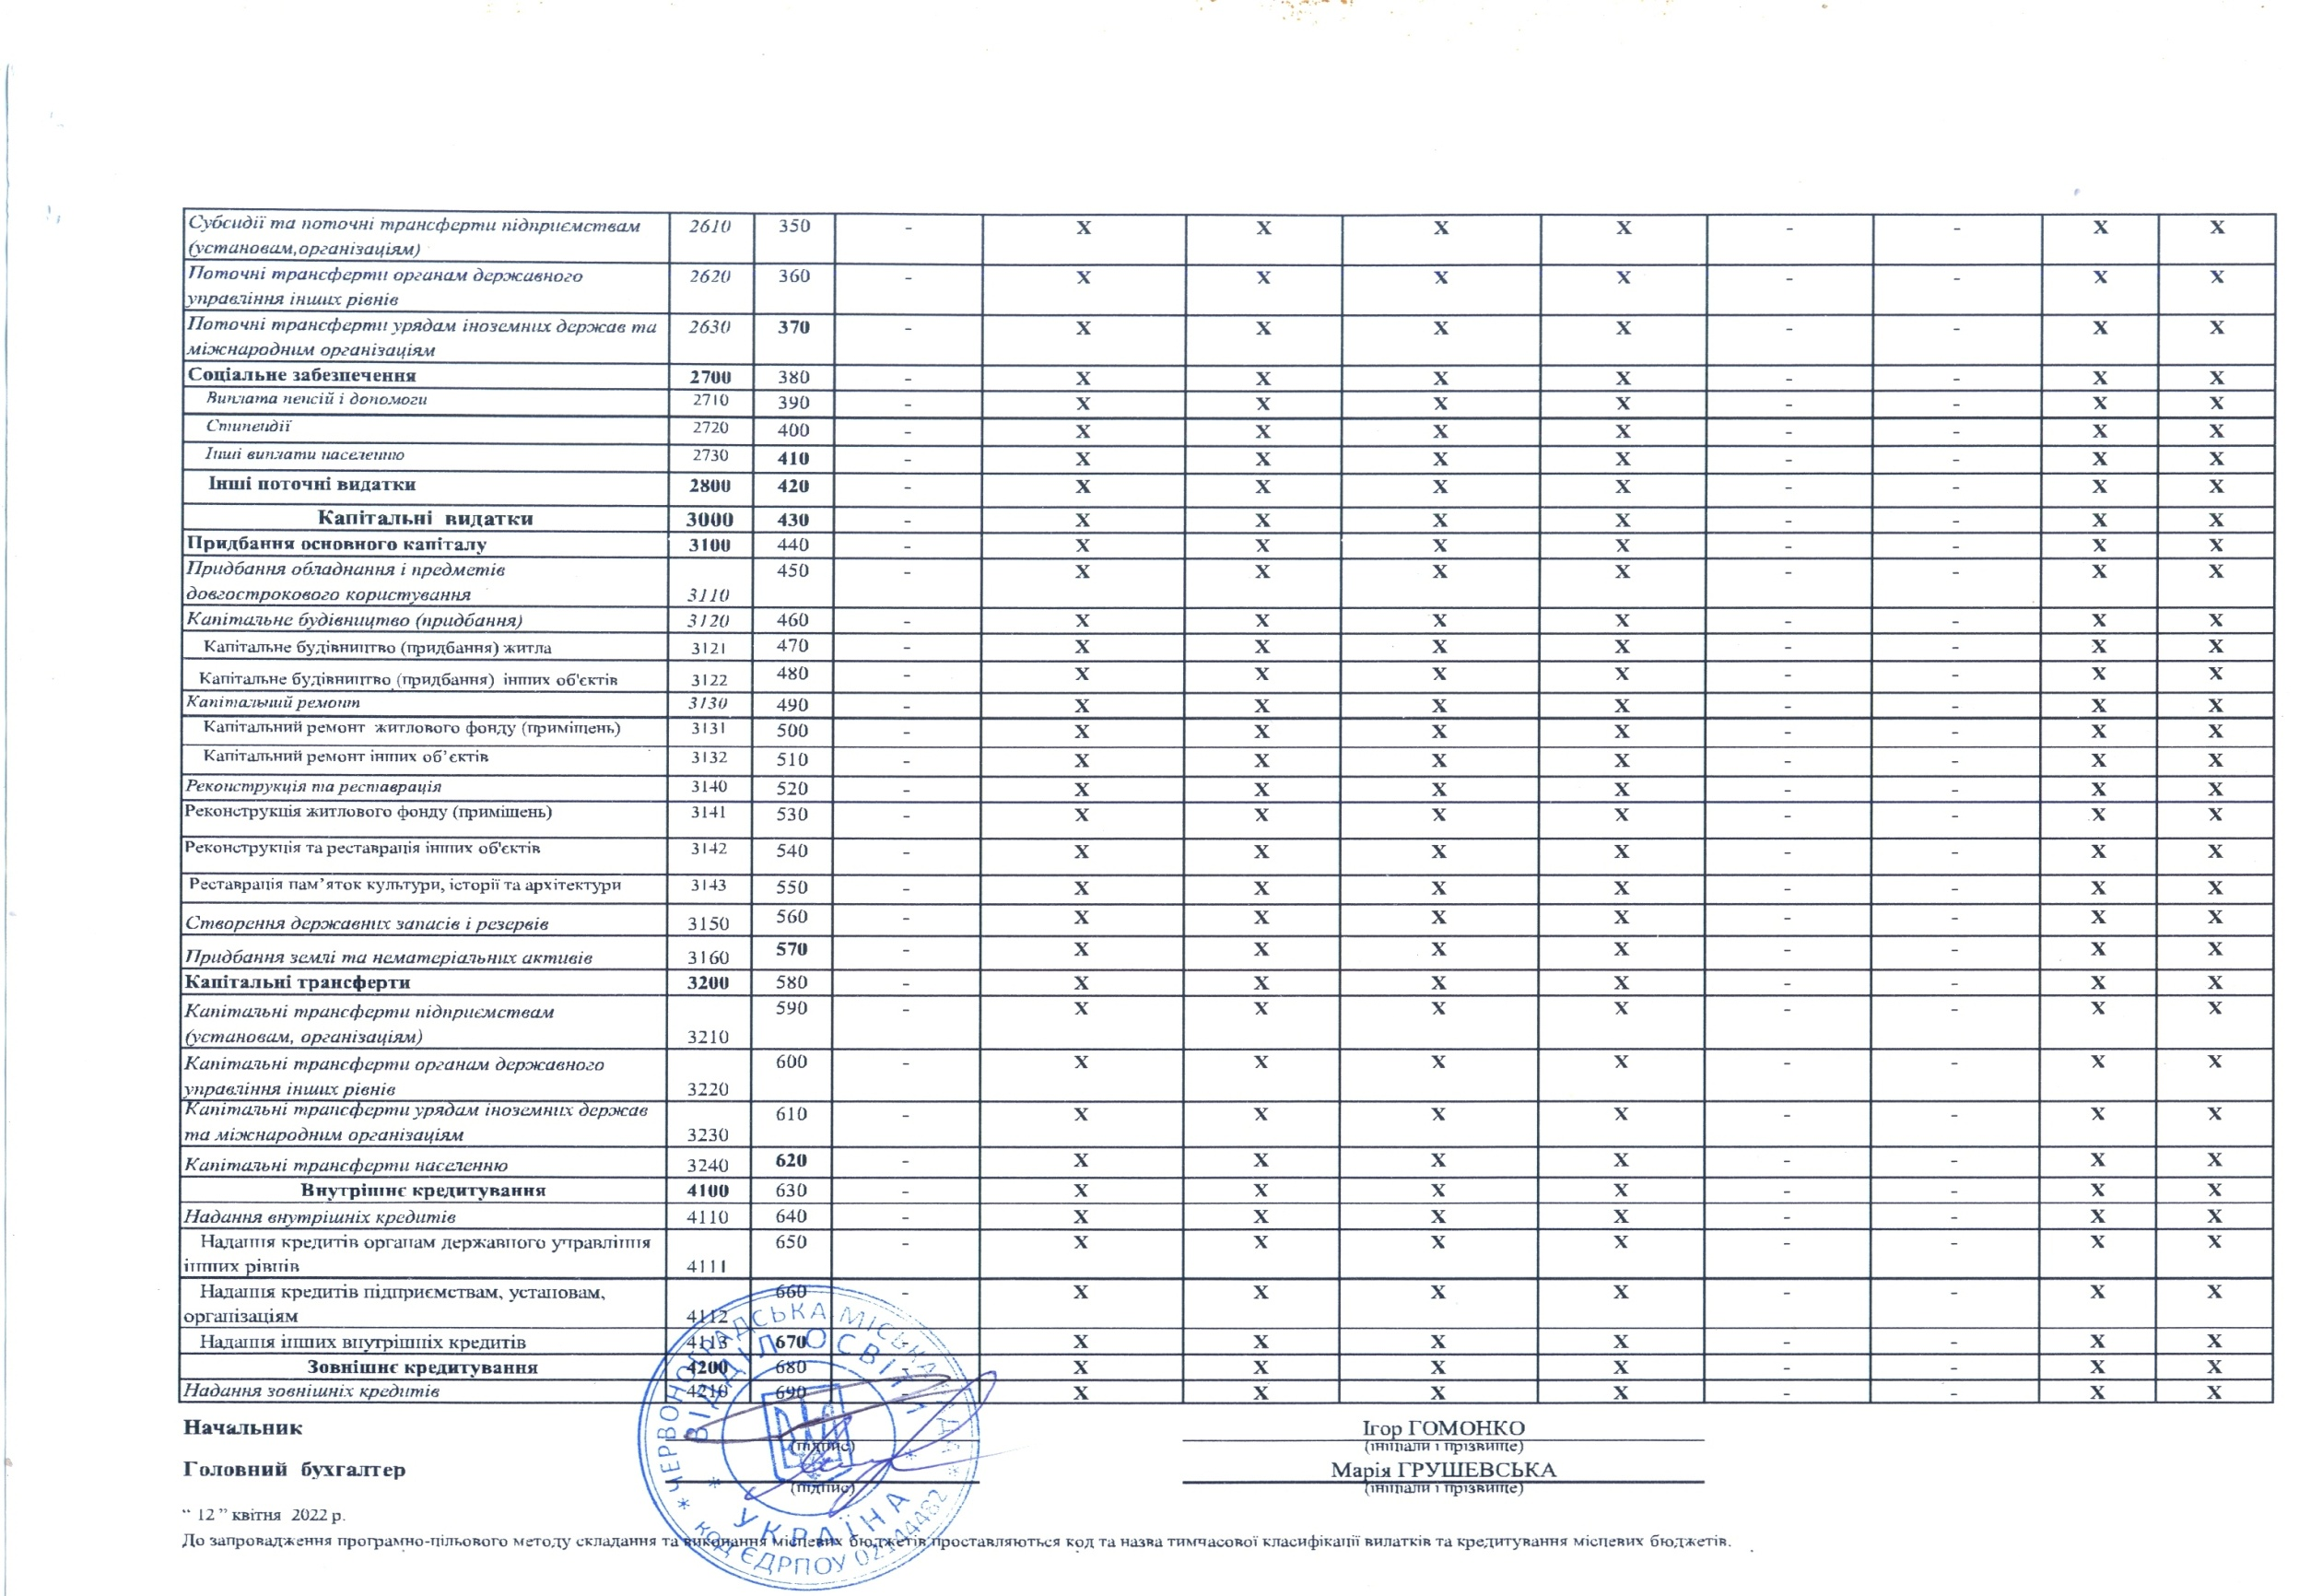 Субсидії та поточні трансферти підприємствам 2610 350 - X X X X - - X X
(установам,організаціям)
Поточні трансферти органам державного 2620 360 - X X X X - - X X
управління інших рівнів
Поточні трансферти урядам іноземних держав та 2630 370 - X X X X - - X X
міжнародним організаціям
Соціальне забезпечення 2700 380 - X X X X - - X X
Виплата пенсій і допомоги 2710 390 - X X X X - - X X
Стипендії 2720 400 - X X X X - - X X
Інші виплати населенню 2730 410 - X X X X - - X X
Інші поточні видатки 2800 420 - X X X X - - X X
Капітальні видатки 3000 430 - X X X X - - X X
Придбання основного капіталу 3100 440 - X X X X - - X X
Придбання обладнання і предметів 450 - X X X X - - X X
довгострокового користування 3110
Капітальне будівництво (придбання) 3120 460 - X X X X - - X X
Капітальне будівництво (придбання) житла 3121 470 - X X X X - - X X
Капітальне будівництво (придбання) інших об'єктів 3122 480 - X X X X - - X X
Капітальний ремонт 3130 490 - X X X X - - X X
Капітальний ремонт житлового фонду (приміщень) 3131 500 - X X X X - - X X
Капітальний ремонт інших об’єктів 3132 510 - X X X X - - X X
Реконструкція та реставрація 3140 520 - X X X X - - X X
Реконструкція житлового фонду (приміщень) 3141 530 - X X X X - - X X
Реконструкція та реставрація інших об'єктів 3142 540 - X X X X - - X X
Реставрація пам’яток культури, історії та архітектури 3143 550 - X X X X - - X X
Створення державних запасів і резервів 3150 560 - X X X X - - X X
Придбання землі та нематеріальних активів 3160 570 - X X X X - - X X
Капітальні трансферти 3200 580 - X X X X - - X X
Капітальні трансферти підприємствам 590 - X X X X - - X X
(установам, організаціям) 3210
Капітальні трансферти органам державного 600 - X X X X - - X X
управління інших рівнів 3220
Капітальні трансферти урядам іноземних держав 610 - X X X X - - X X
та міжнародним організаціям 3230
Капітальні трансферти населенню 3240 620 - X X X X - - X X
Внутрішнє кредитування 4100 630 - X X X X - - X X
Надання внутрішніх кредитів 4110 640 - X X X X - - X X
Надання кредитів органам державного управління 650 - X X X X - - X X
інших рівнів 4111
Надання кредитів підприємствам, установам, 660 - X X X X - - X X
організаціям 4112
Надання інших внутрішніх кредитів 4113 670 - X X X X - - X X
Зовнішнє кредитування 4200 680 - X X X X - - X X
Надання зовнішніх кредитів 4210 690 - X X X X - - X X
Начальник Ігор ГОМОНКО
(підпис) (ініціали і прізвище)
Головний бухгалтер Марія ГРУШЕВСЬКА
(підпис) (ініціали і прізвище)
“ 12 ” квітня 2022 р.
До запровадження програмно-цільового методу складання та виконання місцевих бюджетів проставляються код та назва тимчасової класифікації видатків та кредитування місцевих бюджетів.
ЧЕРВОНОГРАДСЬКА МІСЬКА РАДА
ВІДДІЛ ОСВІТИ
* УКРАЇНА *
* КОД ЄДРПОУ 02144482 *